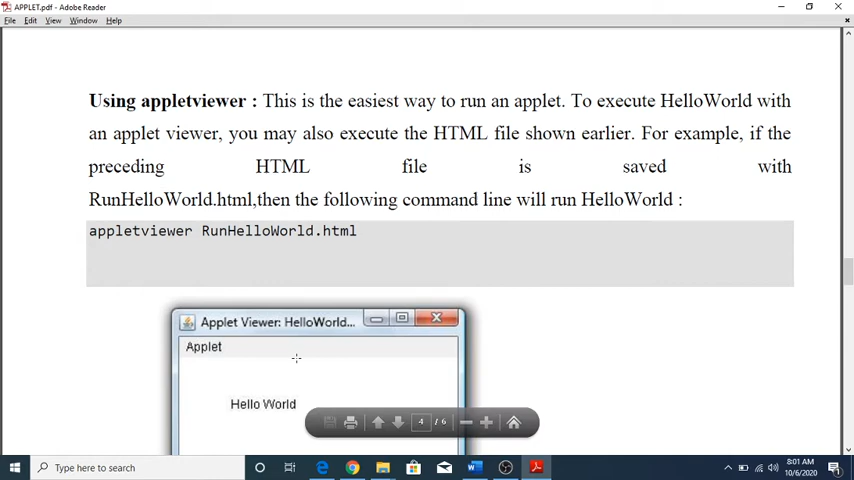 APPLET.pdf - Adobe Reader
File Edit View Window Help
Using appletviewer : This is the easiest way to run an applet. To execute HelloWorld with
an applet viewer, you may also execute the HTML file shown earlier. For example, if the
preceding HTML file is saved with
RunHelloWorld.html,then the following command line will run HelloWorld :
appletviewer RunHelloWorld.html
Applet Viewer: HelloWorld...
Applet
Hello World
4 / 6
Type here to search
8:01 AM
10/6/2020